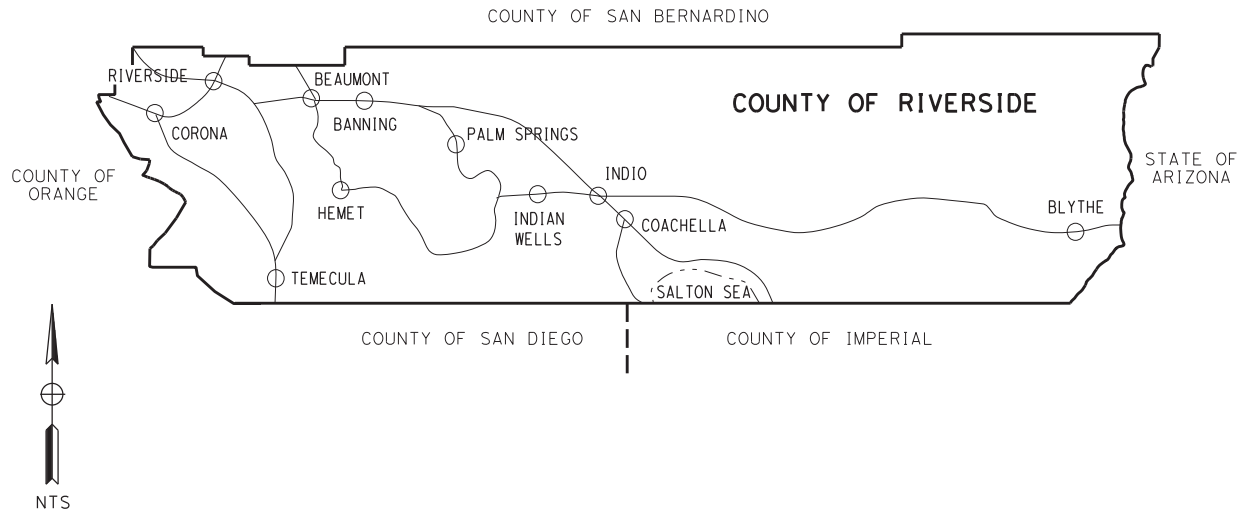 COUNTY OF SAN BERNARDINO
RIVERSIDE
BEAUMONT
BANNING
COUNTY OF RIVERSIDE
CORONA
PALM SPRINGS
COUNTY OF
ORANGE
STATE OF
ARIZONA
INDIO
HEMET
INDIAN
WELLS
COACHELLA
BLYTHE
TEMECULA
SALTON SEA
COUNTY OF SAN DIEGO
COUNTY OF IMPERIAL
NTS